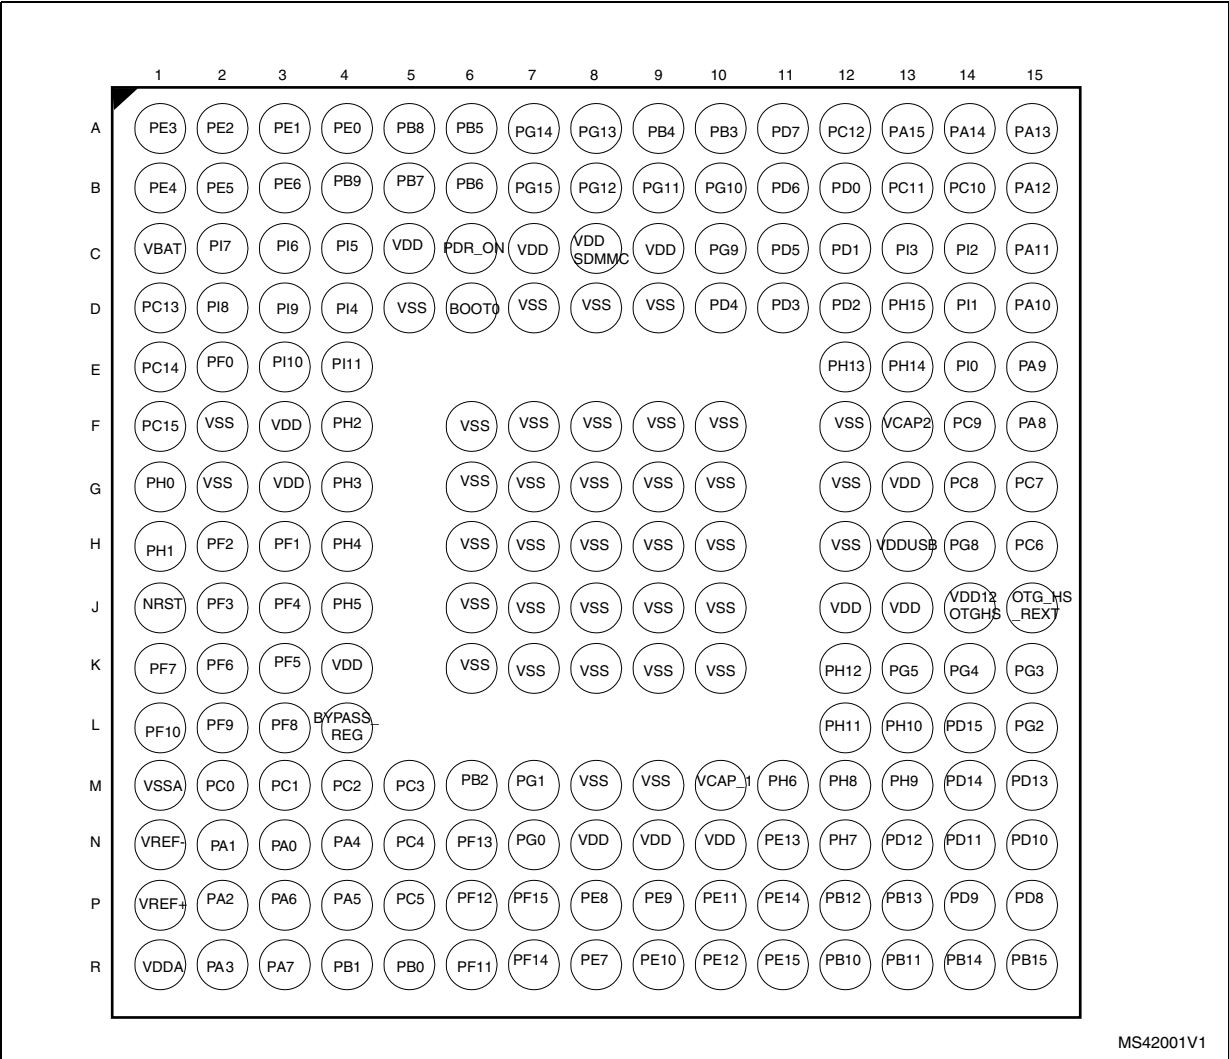 1 2 3 4 5 6 7 8 9 10 11 12 13 14 15
A PE3 PE2 PE1 PE0 PB8 PB5 PG14 PG13 PB4 PB3 PD7 PC12 PA15 PA14 PA13
B PE4 PE5 PE6 PB9 PB7 PB6 PG15 PG12 PG11 PG10 PD6 PD0 PC11 PC10 PA12
C VBAT PI7 PI6 PI5 VDD PDR_ON VDD VDD SDMMC VDD PG9 PD5 PD1 PI3 PI2 PA11
D PC13 PI8 PI9 PI4 VSS BOOT0 VSS VSS VSS PD4 PD3 PD2 PH15 PI1 PA10
E PC14 PF0 PI10 PI11 PH13 PH14 PI0 PA9
F PC15 VSS VDD PH2 VSS VSS VSS VSS VSS VSS VCAP2 PC9 PA8
G PH0 VSS VDD PH3 VSS VSS VSS VSS VSS VSS VDD PC8 PC7
H PH1 PF2 PF1 PH4 VSS VSS VSS VSS VSS VSS VDDUSB PG8 PC6
J NRST PF3 PF4 PH5 VSS VSS VSS VSS VSS VDD VDD VDD12 OTGHS OTG_HS _REXT
K PF7 PF6 PF5 VDD VSS VSS VSS VSS VSS PH12 PG5 PG4 PG3
L PF10 PF9 PF8 BYPASS_ REG PH11 PH10 PD15 PG2
M VSSA PC0 PC1 PC2 PC3 PB2 PG1 VSS VSS VCAP_1 PH6 PH8 PH9 PD14 PD13
N VREF- PA1 PA0 PA4 PC4 PF13 PG0 VDD VDD VDD PE13 PH7 PD12 PD11 PD10
P VREF+ PA2 PA6 PA5 PC5 PF12 PF15 PE8 PE9 PE11 PE14 PB12 PB13 PD9 PD8
R VDDA PA3 PA7 PB1 PB0 PF11 PF14 PE7 PE10 PE12 PE15 PB10 PB11 PB14 PB15
MS42001V1